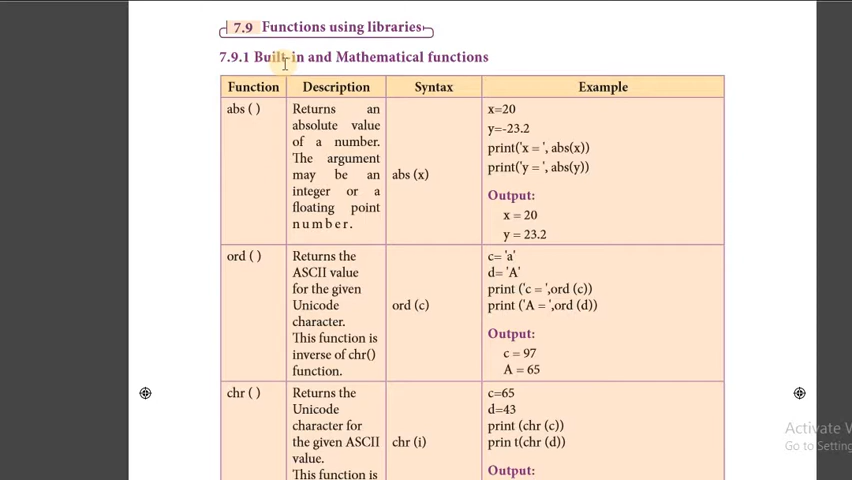 7.9 Functions using libraries
7.9.1 Built-in and Mathematical functions
Function Description Syntax Example
abs ( )
Returns an
absolute value
of a number.
The argument
may be an
integer or a
floating point
number.
abs (x)
x=20
y=-23.2
print('x = ', abs(x))
print('y = ', abs(y))
Output:
x = 20
y = 23.2
ord ( )
Returns the
ASCII value
for the given
Unicode
character.
This function is
inverse of chr()
function.
ord (c)
c= 'a'
d= 'A'
print ('c = ',ord (c))
print ('A = ',ord (d))
Output:
c = 97
A = 65
chr ( )
Returns the
Unicode
character for
the given ASCII
value.
This function is
chr (i)
c=65
d=43
print (chr (c))
prin t(chr (d))
Output:
Activate
Go to Setting